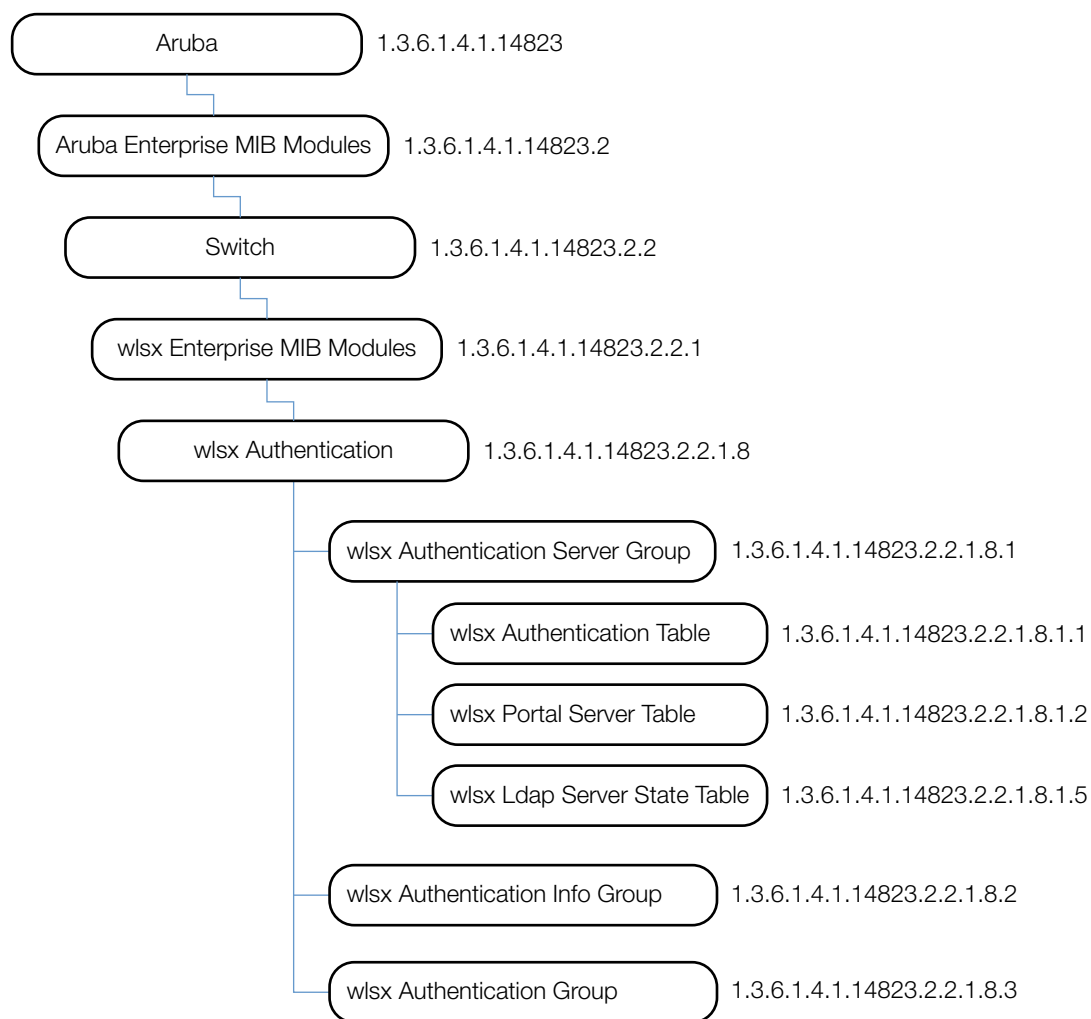 Aruba 1.3.6.1.4.1.14823
Aruba Enterprise MIB Modules 1.3.6.1.4.1.14823.2
Switch 1.3.6.1.4.1.14823.2.2
wlsx Enterprise MIB Modules 1.3.6.1.4.1.14823.2.2.1
wlsx Authentication 1.3.6.1.4.1.14823.2.2.1.8
wlsx Authentication Server Group 1.3.6.1.4.1.14823.2.2.1.8.1
wlsx Authentication Table 1.3.6.1.4.1.14823.2.2.1.8.1.1
wlsx Portal Server Table 1.3.6.1.4.1.14823.2.2.1.8.1.2
wlsx Ldap Server State Table 1.3.6.1.4.1.14823.2.2.1.8.1.5
wlsx Authentication Info Group 1.3.6.1.4.1.14823.2.2.1.8.2
wlsx Authentication Group 1.3.6.1.4.1.14823.2.2.1.8.3